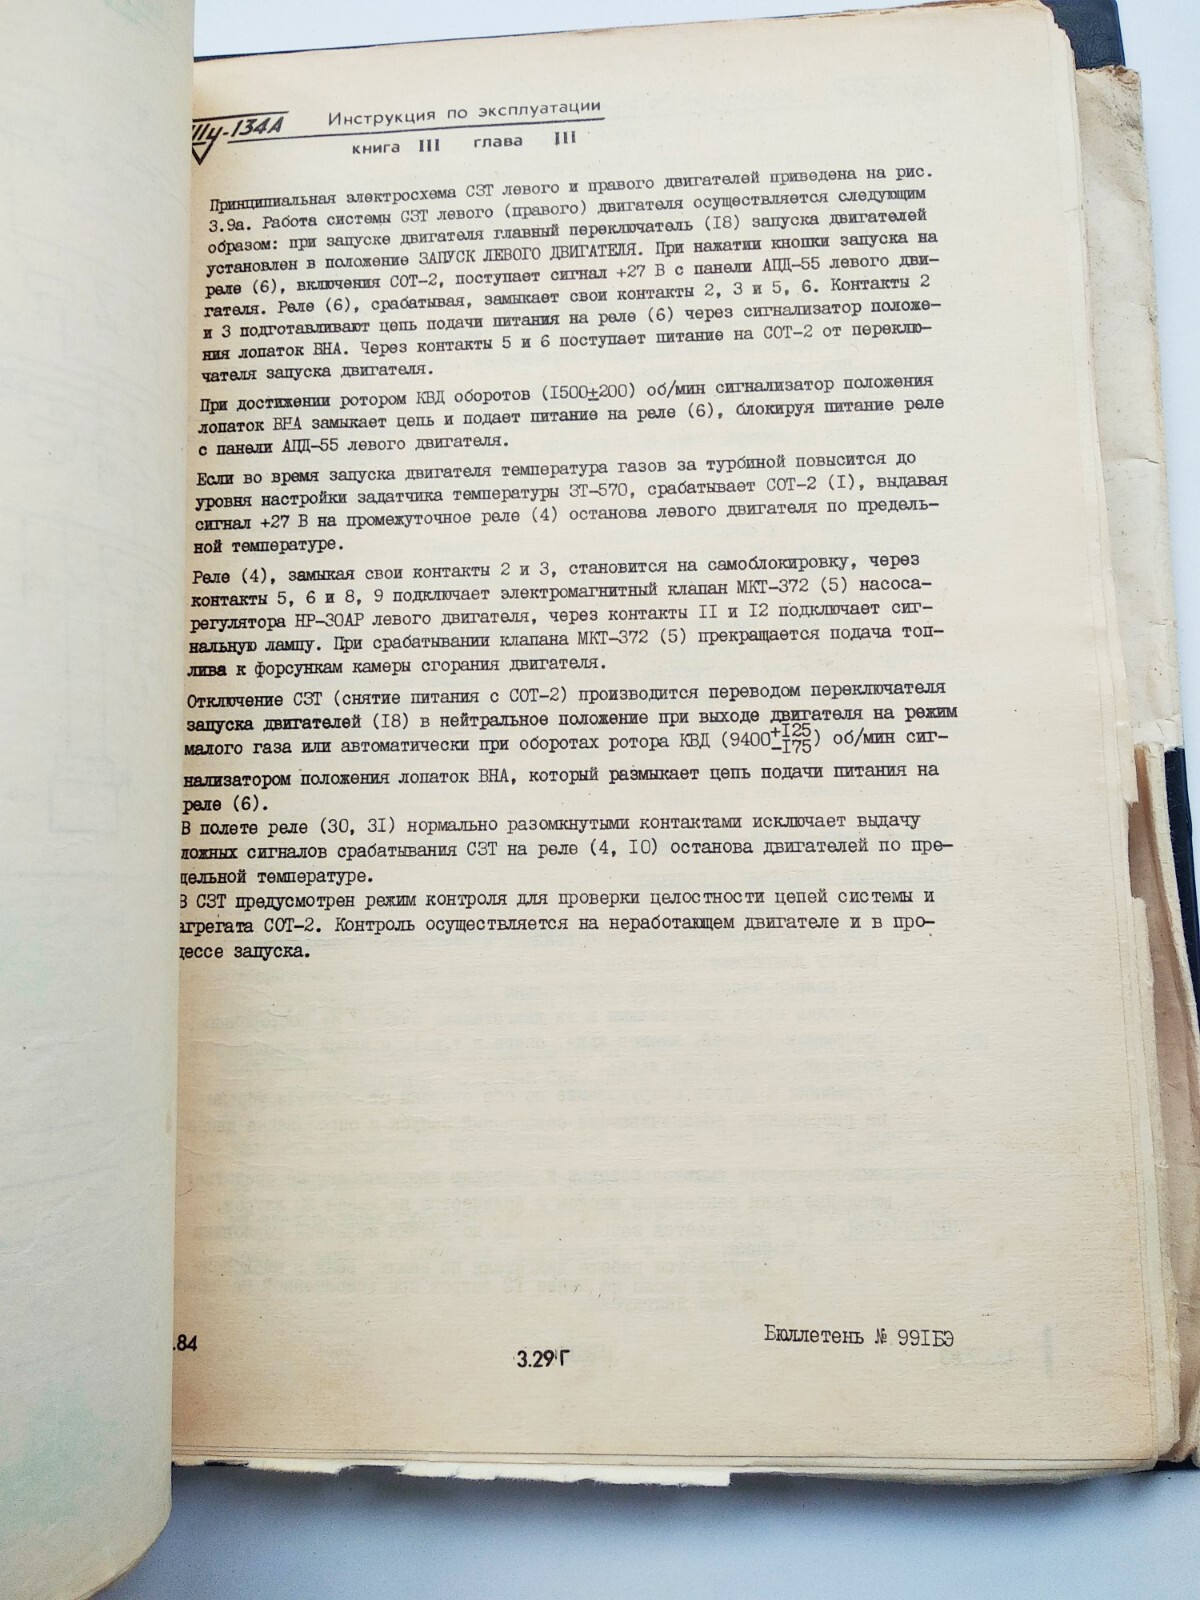 Ту-134А Инструкция по эксплуатации
книга III глава III
Принципиальная электросхема СЗТ левого и правого двигателей приведена на рис.
3.9а. Работа системы СЗТ левого (правого) двигателя осуществляется следующим
образом: при запуске двигателя главный переключатель (18) запуска двигателей
установлен в положение ЗАПУСК ЛЕВОГО ДВИГАТЕЛЯ. При нажатии кнопки запуска на
реле (6), включения СОТ-2, поступает сигнал +27 В с панели АПД-55 левого дви-
гателя. Реле (6), срабатывая, замыкает свои контакты 2, 3 и 5, 6. Контакты 2
и 3 подготавливают цепь подачи питания на реле (6) через сигнализатор положе-
ния лопаток ВНА. Через контакты 5 и 6 поступает питание на СОТ-2 от переклю-
чателя запуска двигателя.
При достижении ротором КВД оборотов (1500±200) об/мин сигнализатор положения
лопаток ВНА замыкает цепь и подает питание на реле (6), блокируя питание реле
с панели АПД-55 левого двигателя.
Если во время запуска двигателя температура газов за турбиной повысится до
уровня настройки задатчика температуры ЗТ-570, срабатывает СОТ-2 (1), выдавая
сигнал +27 В на промежуточное реле (4) останова левого двигателя по предель-
ной температуре.
Реле (4), замыкая свои контакты 2 и 3, становится на самоблокировку, через
контакты 5, 6 и 8, 9 подключает электромагнитный клапан МКТ-372 (5) насоса-
регулятора НР-30АР левого двигателя, через контакты 11 и 12 подключает сиг-
нальную лампу. При срабатывании клапана МКТ-372 (5) прекращается подача топ-
лива к форсункам камеры сгорания двигателя.
Отключение СЗТ (снятие питания с СОТ-2) производится переводом переключателя
запуска двигателей (18) в нейтральное положение при выходе двигателя на режим
малого газа или автоматически при оборотах ротора КВД (9400+125-175) об/мин сиг-
нализатором положения лопаток ВНА, который размыкает цепь подачи питания на
реле (6).
В полете реле (30, 31) нормально разомкнутыми контактами исключает выдачу
ложных сигналов срабатывания СЗТ на реле (4, 10) останова двигателей по пре-
дельной температуре.
В СЗТ предусмотрен режим контроля для проверки целостности цепей системы и
агрегата СОТ-2. Контроль осуществляется на неработающем двигателе и в про-
цессе запуска.
.84 3.29Г Бюллетень № 991БЭ